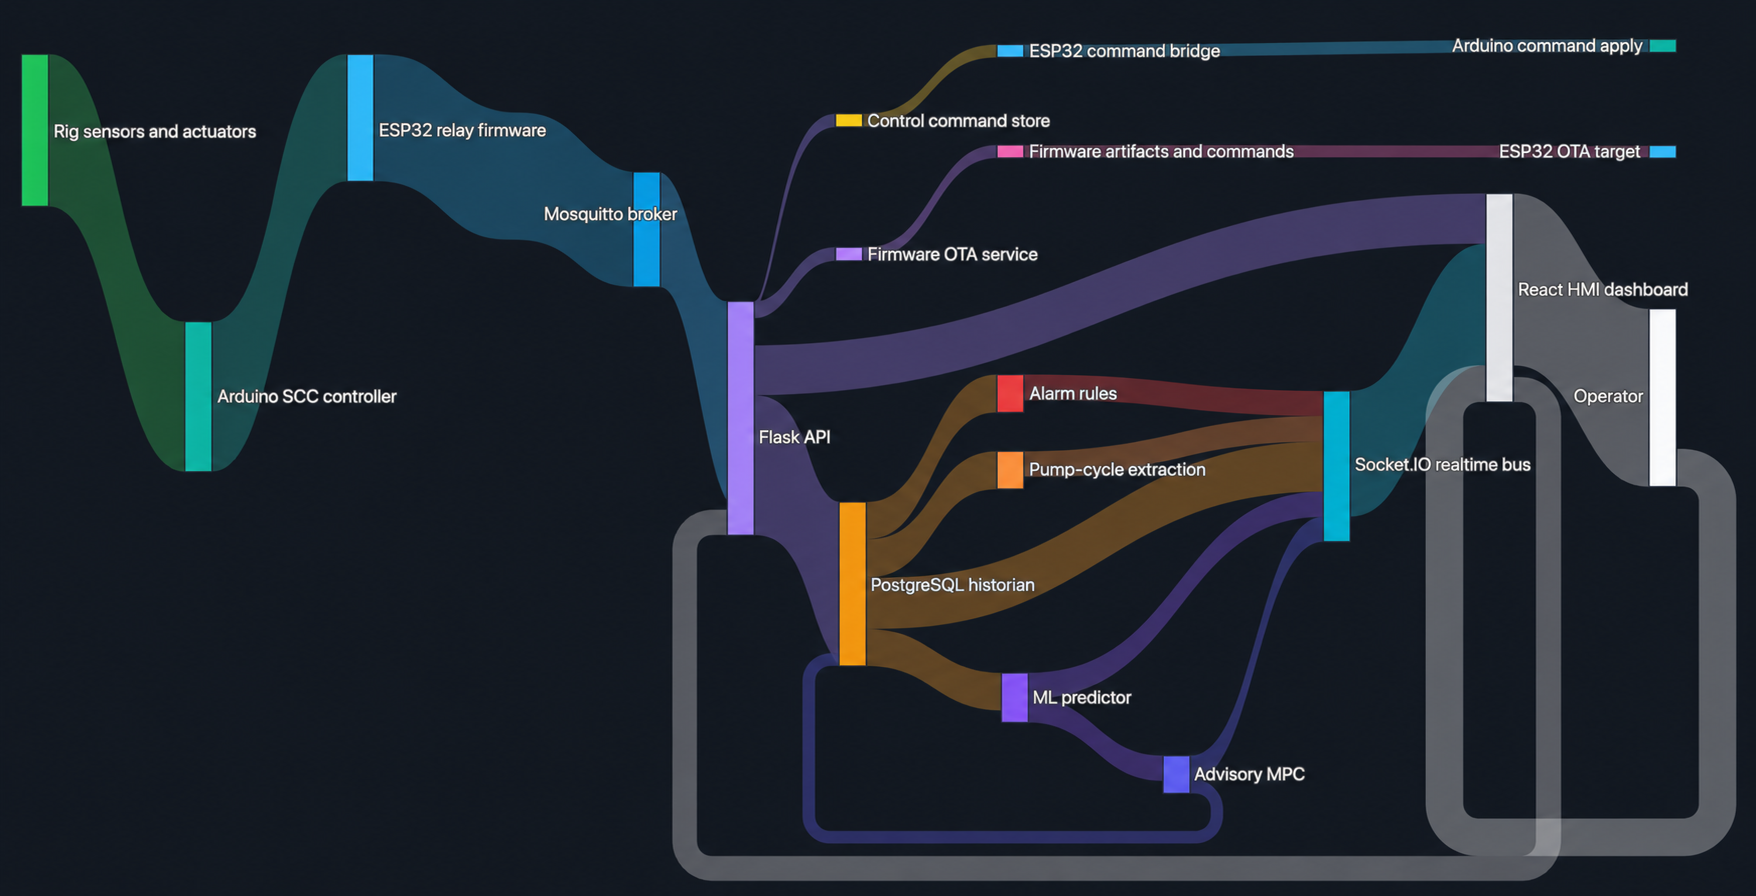 ESP32 command bridge
Arduino command apply
Control command store
Rig sensors and actuators
ESP32 relay firmware
Firmware artifacts and commands
ESP32 OTA target
Mosquitto broker
Firmware OTA service
React HMI dashboard
Arduino SCC controller
Alarm rules
Operator
Flask API
Pump-cycle extraction
Socket.IO realtime bus
PostgreSQL historian
ML predictor
Advisory MPC